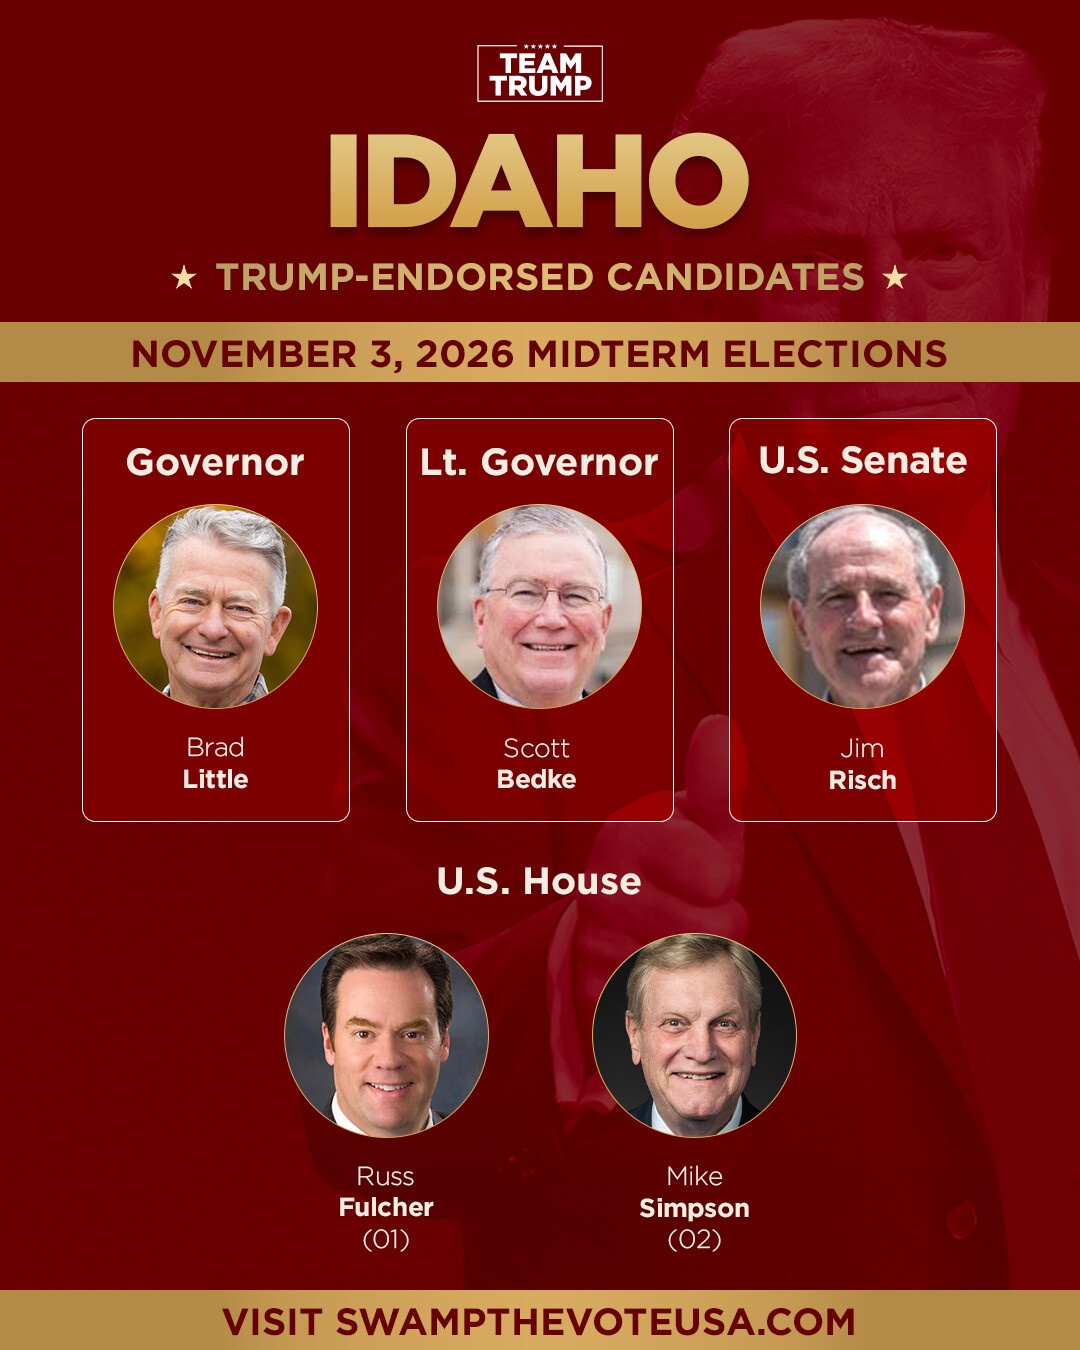 TEAM
TRUMP
IDAHO
TRUMP-ENDORSED CANDIDATES
NOVEMBER 3, 2026 MIDTERM ELECTIONS
Governor
Lt. Governor
U.S. Senate
Brad
Little
Scott
Bedke
Jim
Risch
U.S. House
Russ
Fulcher
(01)
Mike
Simpson
(02)
VISIT SWAMPTHEVOTEUSA.COM